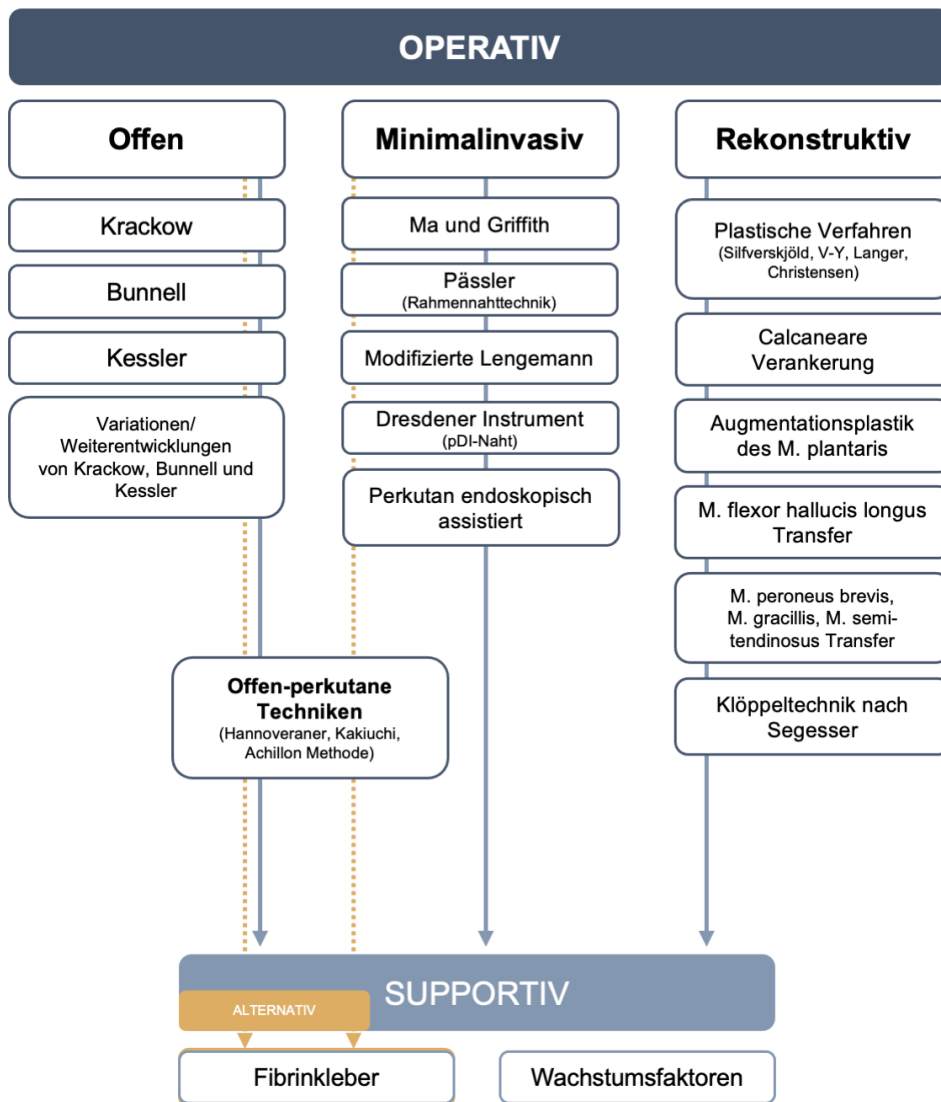 OPERATIV
Offen
Krackow
Bunnell
Kessler
Variationen/
Weiterentwicklungen
von Krackow, Bunnell und
Kessler
Minimalinvasiv
Ma und Griffith
Pässler
(Rahmennahttechnik)
Modifizierte Lengemann
Dresdener Instrument
(pDI-Naht)
Perkutan endoskopisch
assistiert
Offen-perkutane
Techniken
(Hannoveraner, Kakiuchi,
Achillon Methode)
Rekonstruktiv
Plastische Verfahren
(Silfverskjöld, V-Y, Langer,
Christensen)
Calcaneare
Verankerung
Augmentationsplastik
des M. plantaris
M. flexor hallucis longus
Transfer
M. peroneus brevis,
M. gracillis, M. semi-
tendinosus Transfer
Klöppeltechnik nach
Segesser
SUPPORTIV
ALTERNATIV
Fibrinkleber
Wachstumsfaktoren